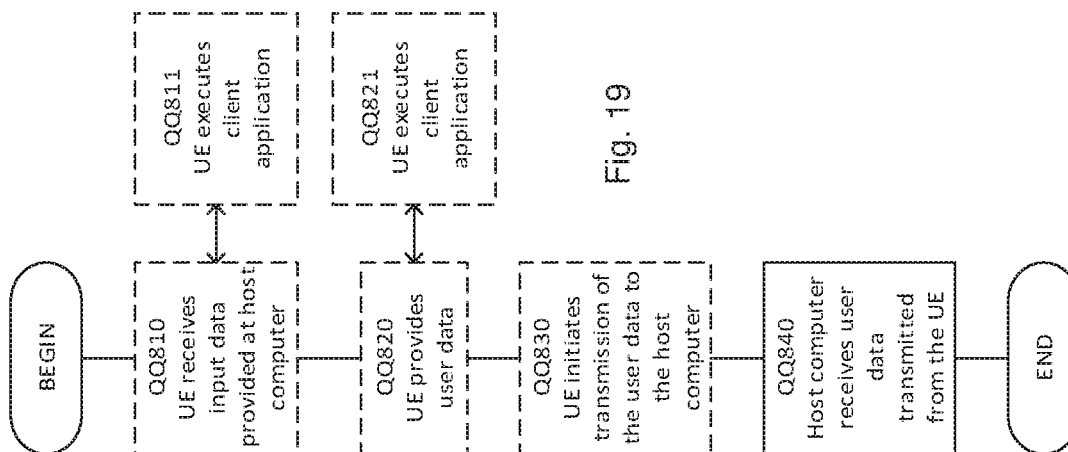 BEGIN
QQ810
UE receives
input data
provided at host
computer
QQ811
UE executes
client
application
QQ820
UE provides
user data
QQ821
UE executes
client
application
QQ830
UE initiates
transmission of
the user data to
the host
computer
QQ840
Host computer
receives user
data
transmitted
from the UE
END
Fig. 19